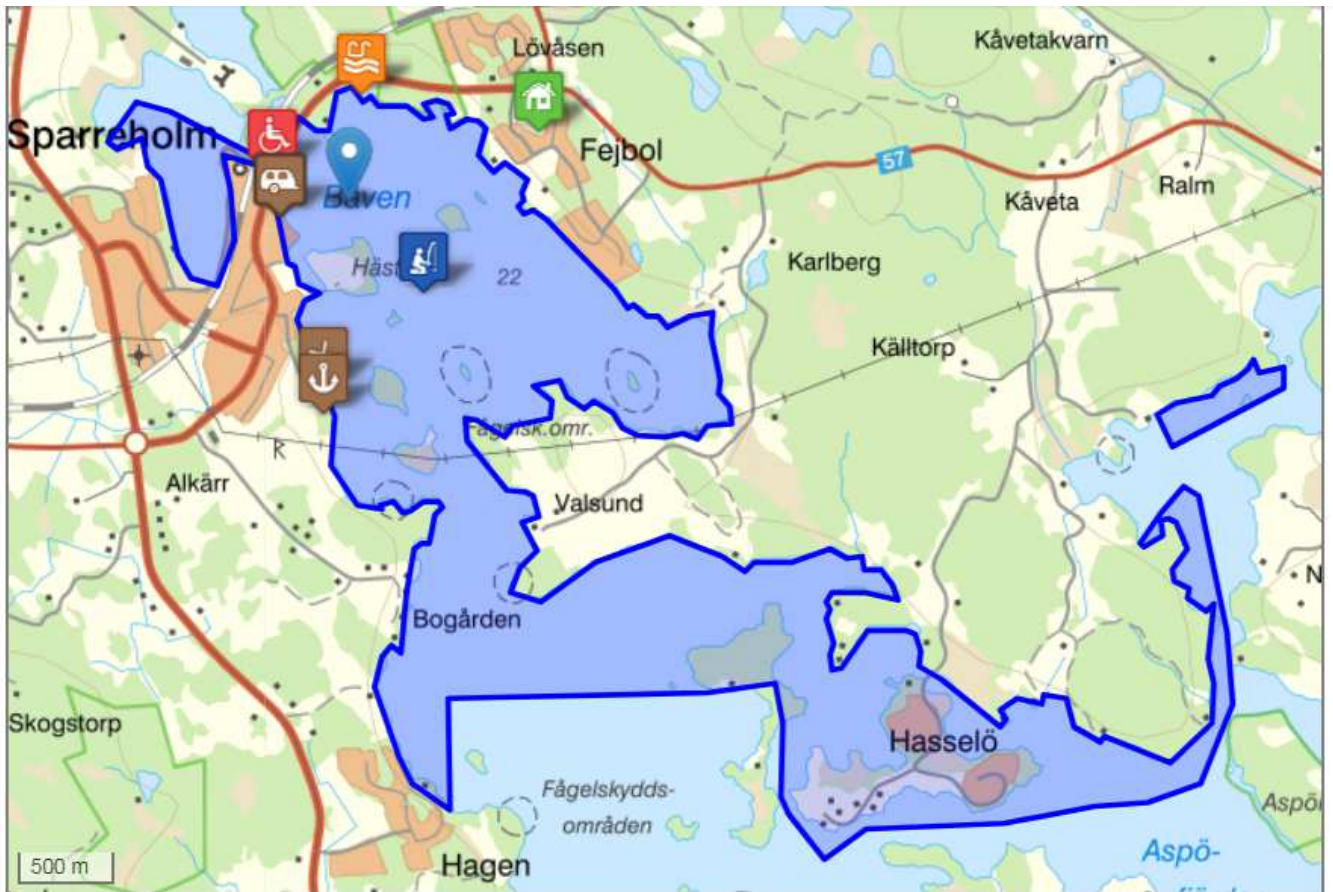 Lövåsen
Kåvetakvarn
Sparreholm
Fejbol
57
Ralm
Båven
Kåveta
Häst
22
Karlberg
Källtorp
Fågelsk.omr.
R
Alkärr
Valsund
N
Bogården
Skogstorp
Hasselö
Fågelskydds-
områden
Aspö
Hagen
Aspö-
500 m